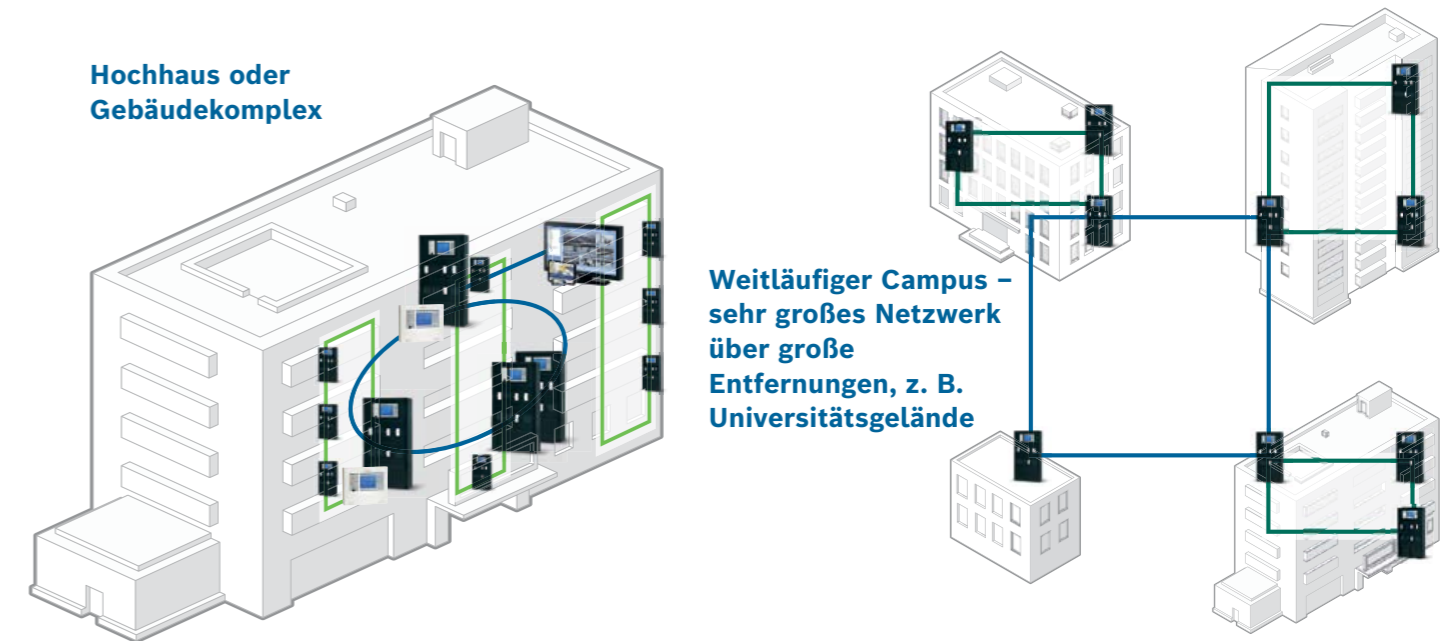 Hochhaus oder
Gebäudekomplex
Weitläufiger Campus –
sehr großes Netzwerk
über große
Entfernungen, z. B.
Universitätsgelände